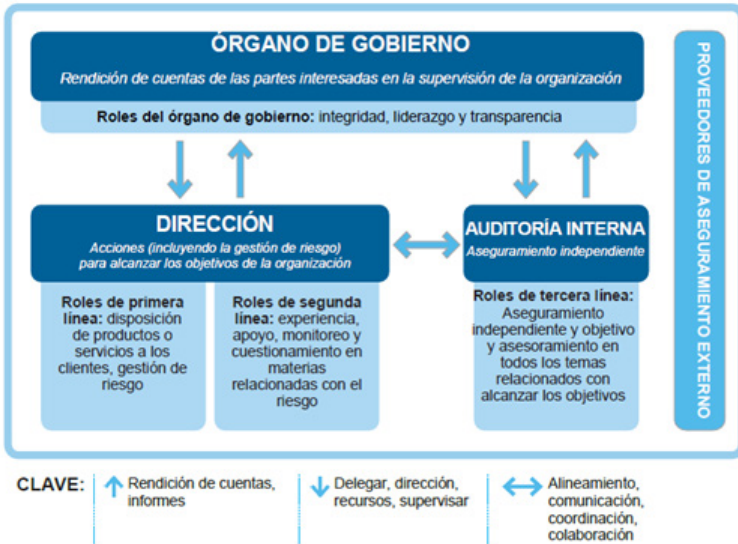 ÓRGANO DE GOBIERNO
Rendición de cuentas de las partes interesadas en la supervisión de la organización
Roles del órgano de gobierno: integridad, liderazgo y transparencia
DIRECCIÓN
Acciones (incluyendo la gestión de riesgo)
para alcanzar los objetivos de la organización
Roles de primera
línea: disposición
de productos o
servicios a los
clientes, gestión de
riesgo
Roles de segunda
línea: experiencia,
apoyo, monitoreo y
cuestionamiento en
materias
relacionadas con el
riesgo
AUDITORÍA INTERNA
Aseguramiento independiente
Roles de tercera línea:
Aseguramiento
independiente y objetivo
y asesoramiento en
todos los temas
relacionados con
alcanzar los objetivos
PROVEEDORES DE ASEGURAMIENTO EXTERNO
CLAVE:
Rendición de cuentas,
informes
Delegar, dirección,
recursos, supervisar
Alineamiento,
comunicación,
coordinación,
colaboración